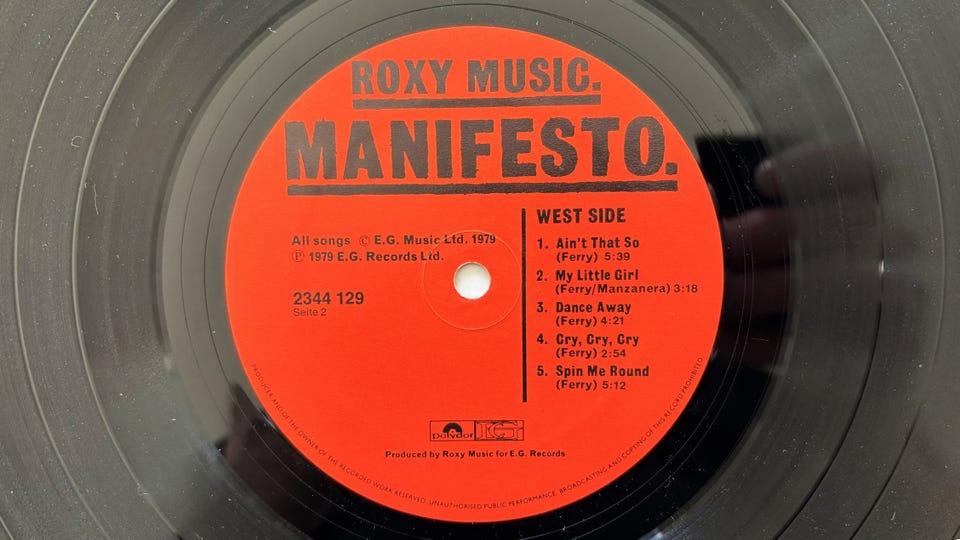 ROXY MUSIC.
MANIFESTO.
All songs © E.G. Music Ltd. 1979
℗ 1979 E.G. Records Ltd.
2344 129
Seite 2
WEST SIDE
1. Ain't That So
(Ferry) 5:39
2. My Little Girl
(Ferry/Manzanera) 3:18
3. Dance Away
(Ferry) 4:21
4. Cry, Cry, Cry
(Ferry) 2:54
5. Spin Me Round
(Ferry) 5:12
polydor EG
Produced by Roxy Music for E.G. Records
PRODUCER AND OF THE OWNER OF THE RECORDED WORK RESERVED. UNAUTHORISED PUBLIC PERFORMANCE, BROADCASTING AND COPYING OF THIS RECORD PROHIBITED.